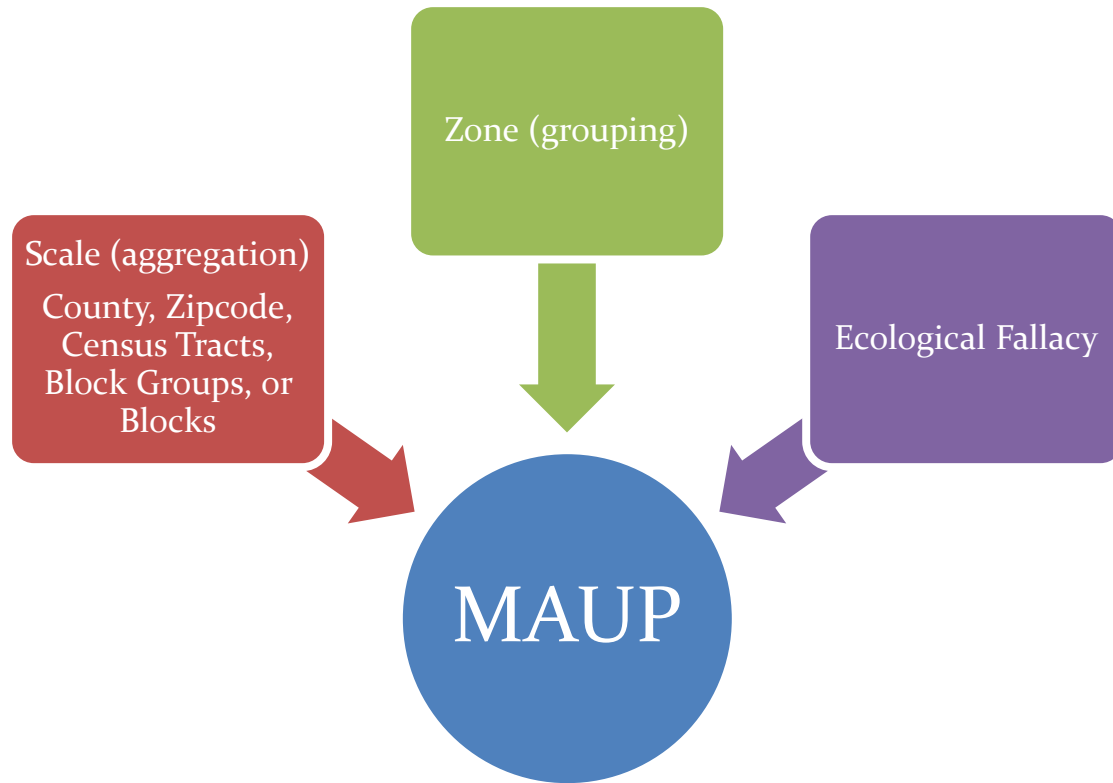 Zone (grouping)
Scale (aggregation)
County, Zipcode,
Census Tracts,
Block Groups, or
Blocks
Ecological Fallacy
MAUP